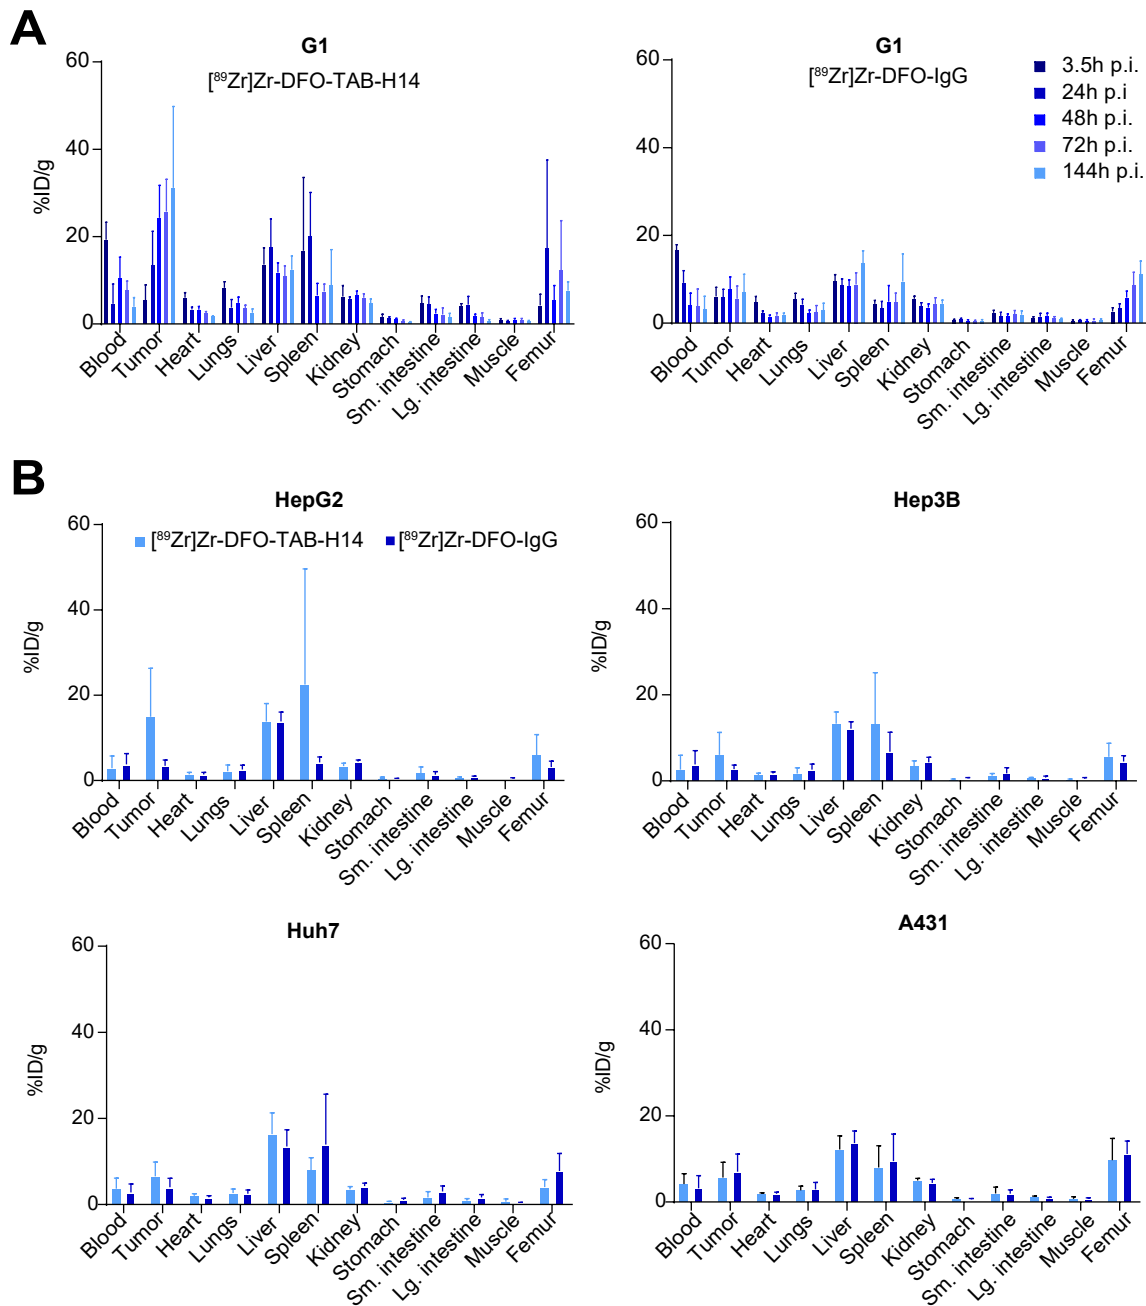 A
G1
[⁸⁹Zr]Zr-DFO-TAB-H14
60
40
20
0
%ID/g
Blood
Tumor
Heart
Lungs
Liver
Spleen
Kidney
Stomach
Sm. intestine
Lg. intestine
Muscle
Femur
G1
[⁸⁹Zr]Zr-DFO-IgG
3.5h p.i.
24h p.i
48h p.i.
72h p.i.
144h p.i.
60
40
20
0
%ID/g
Blood
Tumor
Heart
Lungs
Liver
Spleen
Kidney
Stomach
Sm. intestine
Lg. intestine
Muscle
Femur
B
HepG2
[⁸⁹Zr]Zr-DFO-TAB-H14
[⁸⁹Zr]Zr-DFO-IgG
60
40
20
0
%ID/g
Blood
Tumor
Heart
Lungs
Liver
Spleen
Kidney
Stomach
Sm. intestine
Lg. intestine
Muscle
Femur
Hep3B
60
40
20
0
%ID/g
Blood
Tumor
Heart
Lungs
Liver
Spleen
Kidney
Stomach
Sm. intestine
Lg. intestine
Muscle
Femur
Huh7
60
40
20
0
%ID/g
Blood
Tumor
Heart
Lungs
Liver
Spleen
Kidney
Stomach
Sm. intestine
Lg. intestine
Muscle
Femur
A431
60
40
20
0
%ID/g
Blood
Tumor
Heart
Lungs
Liver
Spleen
Kidney
Stomach
Sm. intestine
Lg. intestine
Muscle
Femur